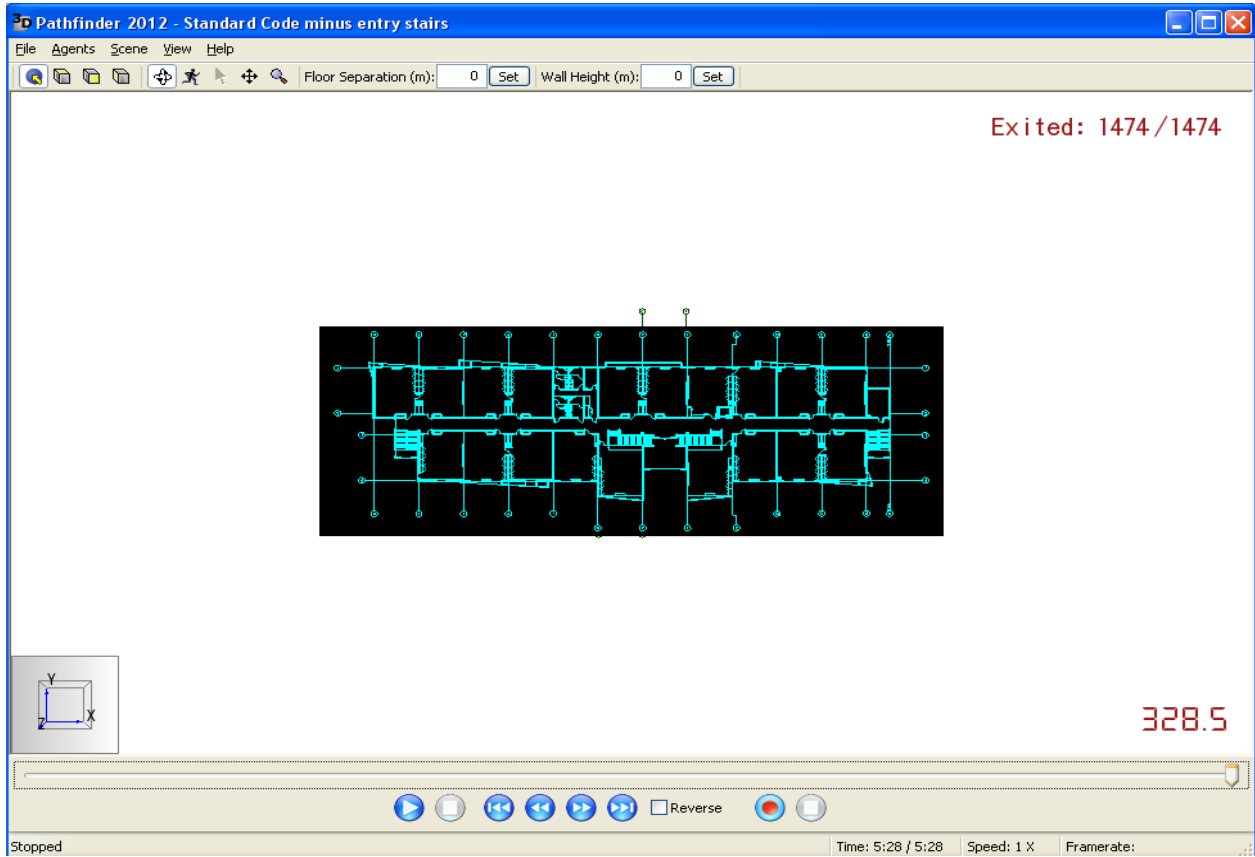 3D Pathfinder 2012 - Standard Code minus entry stairs
File Agents Scene View Help
Floor Separation (m): 0 Set Wall Height (m): 0 Set
Exited: 1474/1474
Y
Z X
328.5
Reverse
Stopped Time: 5:28 / 5:28 Speed: 1 X Framerate: